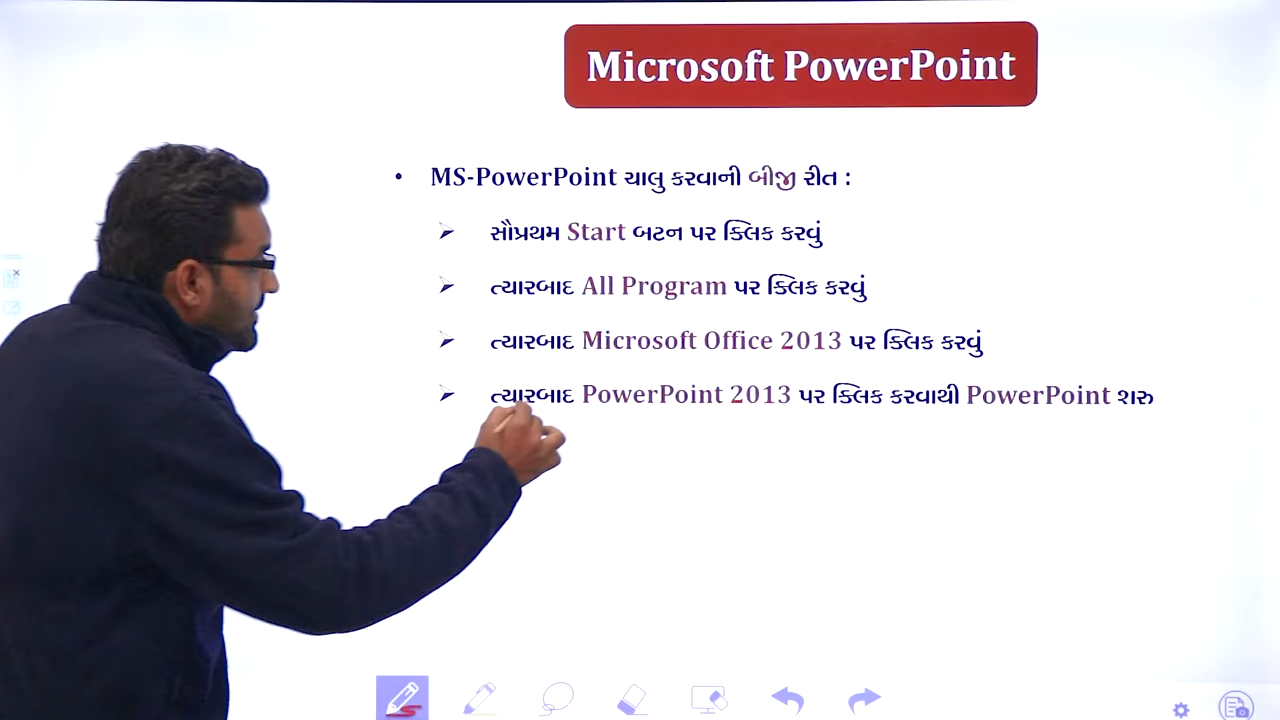 Microsoft PowerPoint
• MS-PowerPoint ચાલુ કરવાની બીજી રીત :
➢ સૌપ્રથમ Start બટન પર ક્લિક કરવું
➢ ત્યારબાદ All Program પર ક્લિક કરવું
➢ ત્યારબાદ Microsoft Office 2013 પર ક્લિક કરવું
➢ ત્યારબાદ PowerPoint 2013 પર ક્લિક કરવાથી PowerPoint શરુ